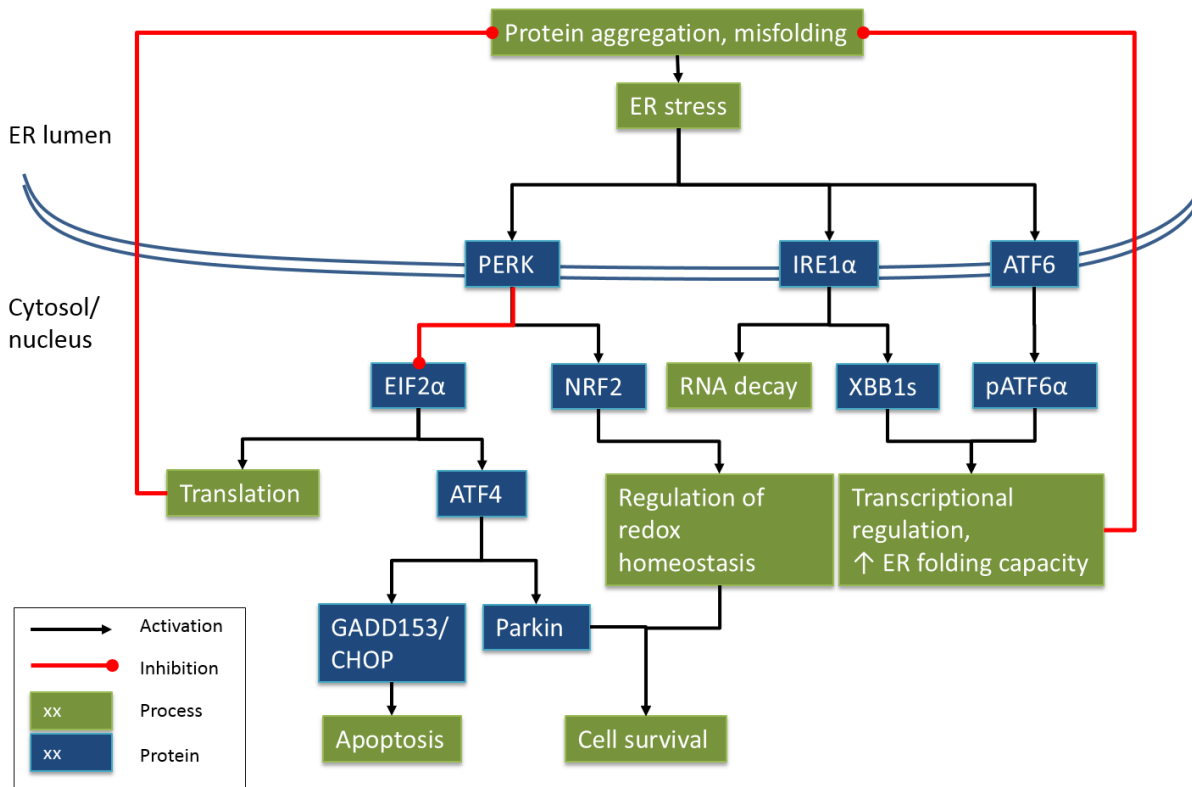 Protein aggregation, misfolding
ER stress
ER lumen
PERK
IRE1α
ATF6
Cytosol/
nucleus
EIF2α
NRF2
RNA decay
XBB1s
pATF6α
Translation
ATF4
Regulation of
redox
homeostasis
Transcriptional
regulation,
↑ ER folding capacity
GADD153/
CHOP
Parkin
Apoptosis
Cell survival
Activation
Inhibition
xx
Process
xx
Protein